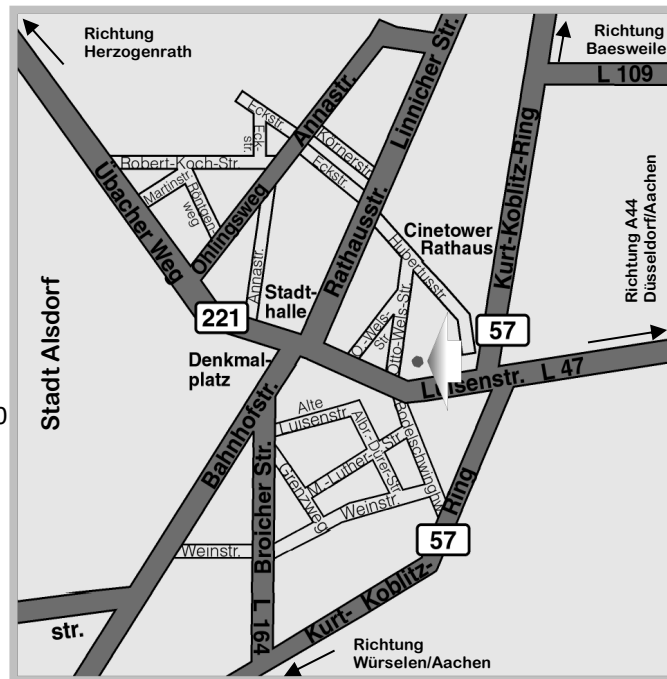 Richtung
Herzogenrath
Richtung
Baesweile
L 109
Linnicher Str.
Annastr.
Eckstr.
Eck-
str.
Körnerstr.
Eckstr.
Robert-Koch-Str.
Martinstr.
Röntgen-
weg
Übacher Weg
Ohlingsweg
Annastr.
Rathausstr.
Kurt-Koblitz-Ring
Cinetower
Rathaus
Hubertusstr.
Richtung A44
Düsseldorf/Aachen
Stadt Alsdorf
221
Stadt-
halle
O.-Wels-
Str.
Otto-Wels-Str.
57
Denkmal-
platz
Luisenstr. L 47
0
Bahnhofstr.
Alte
Luisenstr.
Albr.-Dürer-Str.
Bodelschwinghw.
M.-Luther-Str.
Grenzweg
Weinstr.
Broicher Str.
L 164
Weinstr.
Ring
57
Kurt- Koblitz-
str.
Richtung
Würselen/Aachen